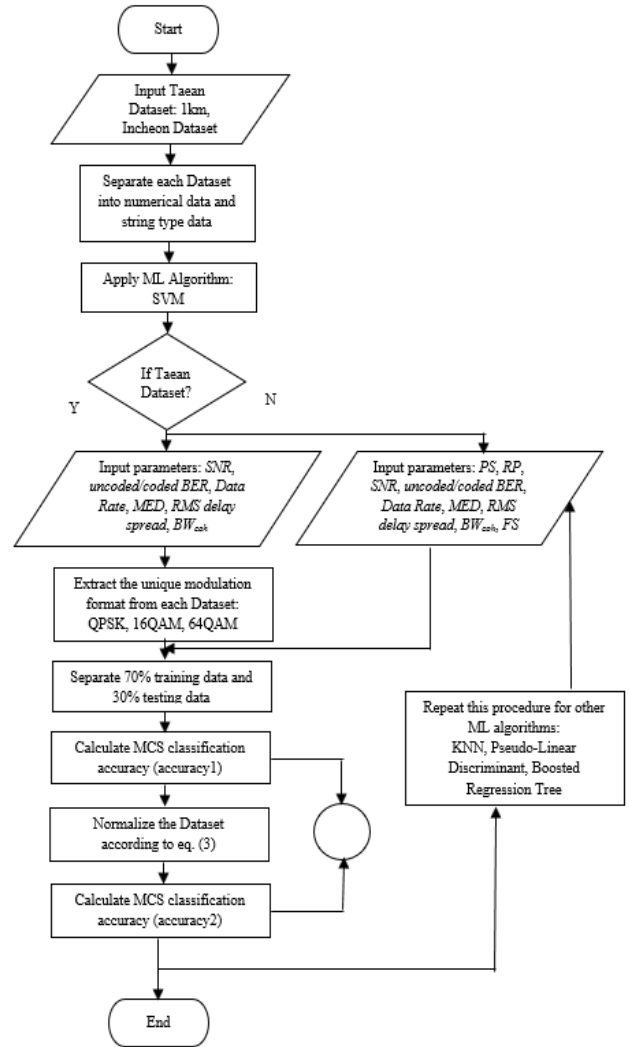 Start
Input Taean
Dataset: 1km,
Incheon Dataset
Separate each Dataset
into numerical data and
string type data
Apply ML Algorithm:
SVM
If Taean
Dataset?
Y
N
Input parameters: SNR,
uncoded/coded BER, Data
Rate, MED, RMS delay
spread, BWcoh
Input parameters: PS, RP,
SNR, uncoded/coded BER,
Data Rate, MED, RMS
delay spread, BWcoh, FS
Extract the unique modulation
format from each Dataset:
QPSK, 16QAM, 64QAM
Separate 70% training data and
30% testing data
Calculate MCS classification
accuracy (accuracy1)
Normalize the Dataset
according to eq. (3)
Calculate MCS classification
accuracy (accuracy2)
Repeat this procedure for other
ML algorithms:
KNN, Pseudo-Linear
Discriminant, Boosted
Regression Tree
End